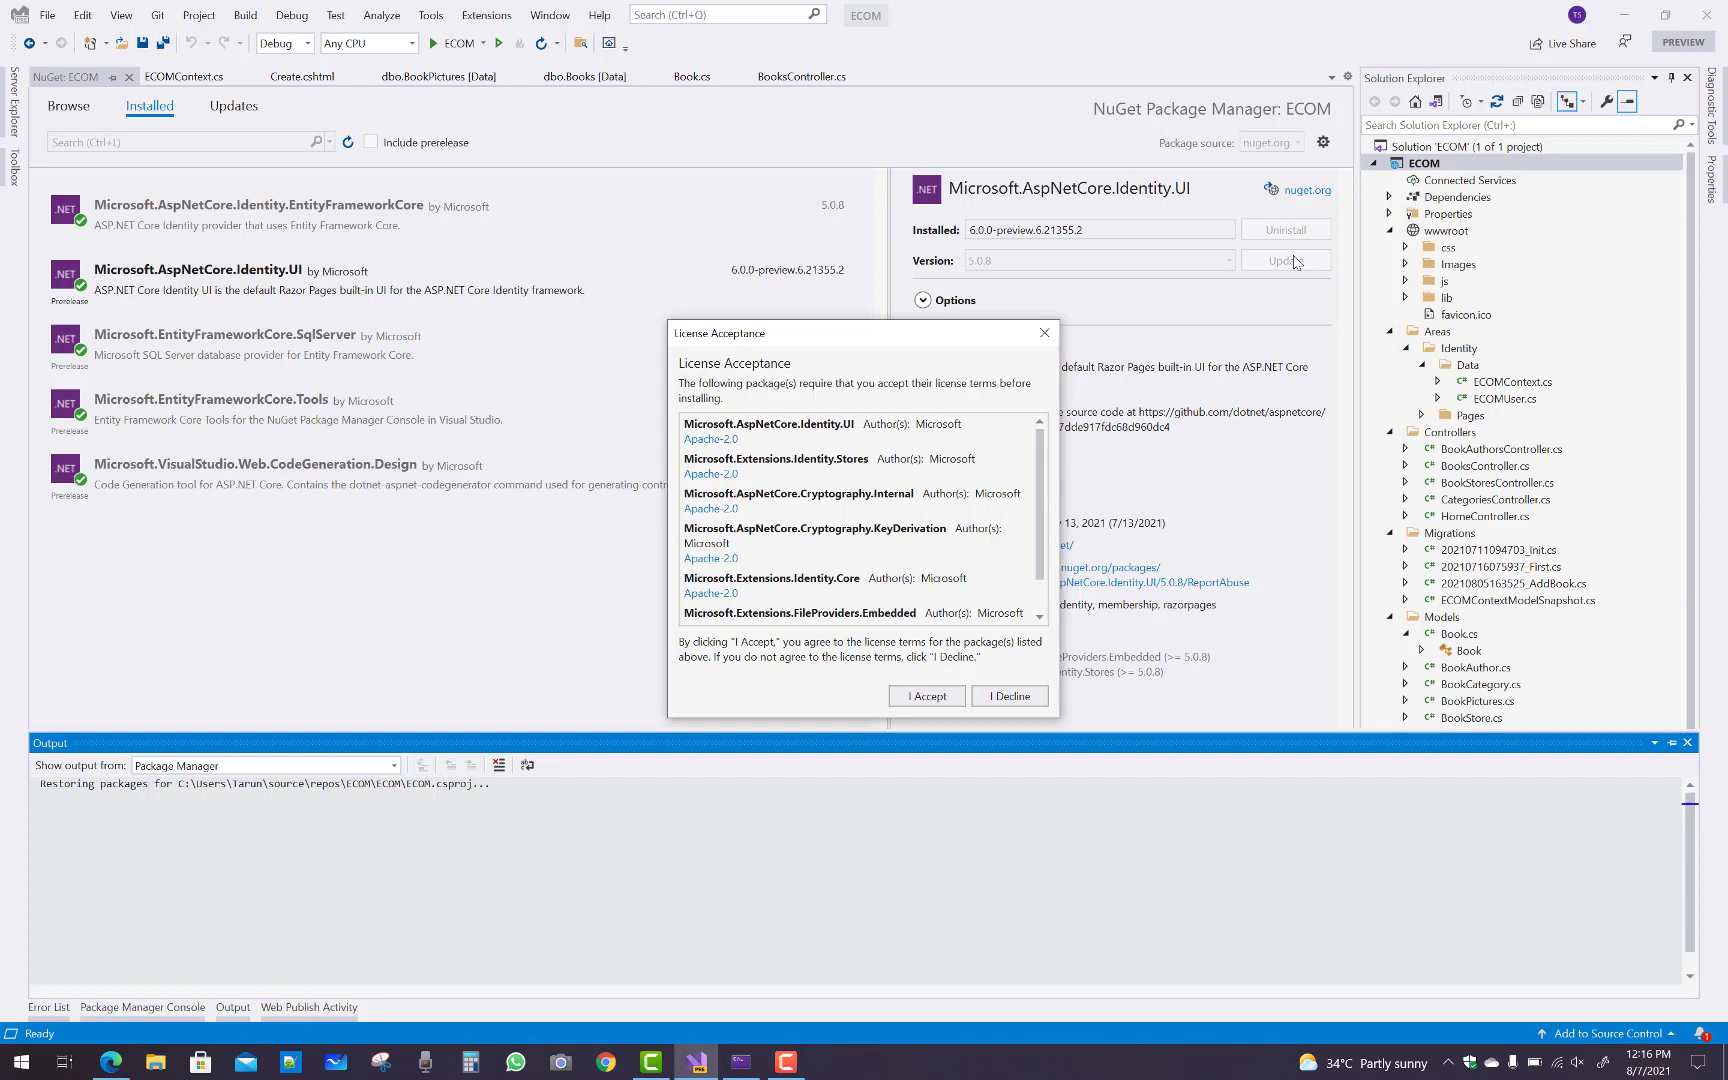 File Edit View Git Project Build Debug Test Analyze Tools Extensions Window Help Search (Ctrl+Q) ECOM TS
Debug Any CPU ECOM Live Share PREVIEW
NuGet: ECOM ECOMContext.cs Create.cshtml dbo.BookPictures [Data] dbo.Books [Data] Book.cs BooksController.cs
Server Explorer
Toolbox
Browse Installed Updates
NuGet Package Manager: ECOM
Search (Ctrl+L) Include prerelease
Package source: nuget.org
.NET Microsoft.AspNetCore.Identity.EntityFrameworkCore by Microsoft 5.0.8
ASP.NET Core Identity provider that uses Entity Framework Core.
.NET Microsoft.AspNetCore.Identity.UI by Microsoft 6.0.0-preview.6.21355.2
ASP.NET Core Identity UI is the default Razor Pages built-in UI for the ASP.NET Core Identity framework.
Prerelease
.NET Microsoft.EntityFrameworkCore.SqlServer by Microsoft
Microsoft SQL Server database provider for Entity Framework Core.
Prerelease
.NET Microsoft.EntityFrameworkCore.Tools by Microsoft
Entity Framework Core Tools for the NuGet Package Manager Console in Visual Studio.
Prerelease
.NET Microsoft.VisualStudio.Web.CodeGeneration.Design by Microsoft
Code Generation tool for ASP.NET Core. Contains the dotnet-aspnet-codegenerator command used for generating contro
Prerelease
.NET Microsoft.AspNetCore.Identity.UI nuget.org
Installed: 6.0.0-preview.6.21355.2 Uninstall
Version: 5.0.8 Update
Options
default Razor Pages built-in UI for the ASP.NET Core
e source code at https://github.com/dotnet/aspnetcore/
7dde917fdc68d960dc4
y 13, 2021 (7/13/2021)
et/
nuget.org/packages/
pNetCore.Identity.UI/5.0.8/ReportAbuse
dentity, membership, razorpages
eProviders.Embedded (>= 5.0.8)
entity.Stores (>= 5.0.8)
License Acceptance
License Acceptance
The following package(s) require that you accept their license terms before
installing.
Microsoft.AspNetCore.Identity.UI Author(s): Microsoft
Apache-2.0
Microsoft.Extensions.Identity.Stores Author(s): Microsoft
Apache-2.0
Microsoft.AspNetCore.Cryptography.Internal Author(s): Microsoft
Apache-2.0
Microsoft.AspNetCore.Cryptography.KeyDerivation Author(s):
Microsoft
Apache-2.0
Microsoft.Extensions.Identity.Core Author(s): Microsoft
Apache-2.0
Microsoft.Extensions.FileProviders.Embedded Author(s): Microsoft
By clicking "I Accept," you agree to the license terms for the package(s) listed
above. If you do not agree to the license terms, click "I Decline."
I Accept I Decline
Solution Explorer
Search Solution Explorer (Ctrl+;)
Solution 'ECOM' (1 of 1 project)
ECOM
Connected Services
Dependencies
Properties
wwwroot
css
Images
js
lib
favicon.ico
Areas
Identity
Data
C# ECOMContext.cs
C# ECOMUser.cs
Pages
Controllers
C# BookAuthorsController.cs
C# BooksController.cs
C# BookStoresController.cs
C# CategoriesController.cs
C# HomeController.cs
Migrations
C# 20210711094703_Init.cs
C# 20210716075937_First.cs
C# 20210805163525_AddBook.cs
C# ECOMContextModelSnapshot.cs
Models
C# Book.cs
Book
C# BookAuthor.cs
C# BookCategory.cs
C# BookPictures.cs
C# BookStore.cs
Diagnostic Tools
Properties
Output
Show output from: Package Manager
Restoring packages for C:\Users\Tarun\source\repos\ECOM\ECOM\ECOM.csproj...
Error List Package Manager Console Output Web Publish Activity
Ready Add to Source Control 1
34°C Partly sunny
12:16 PM
8/7/2021